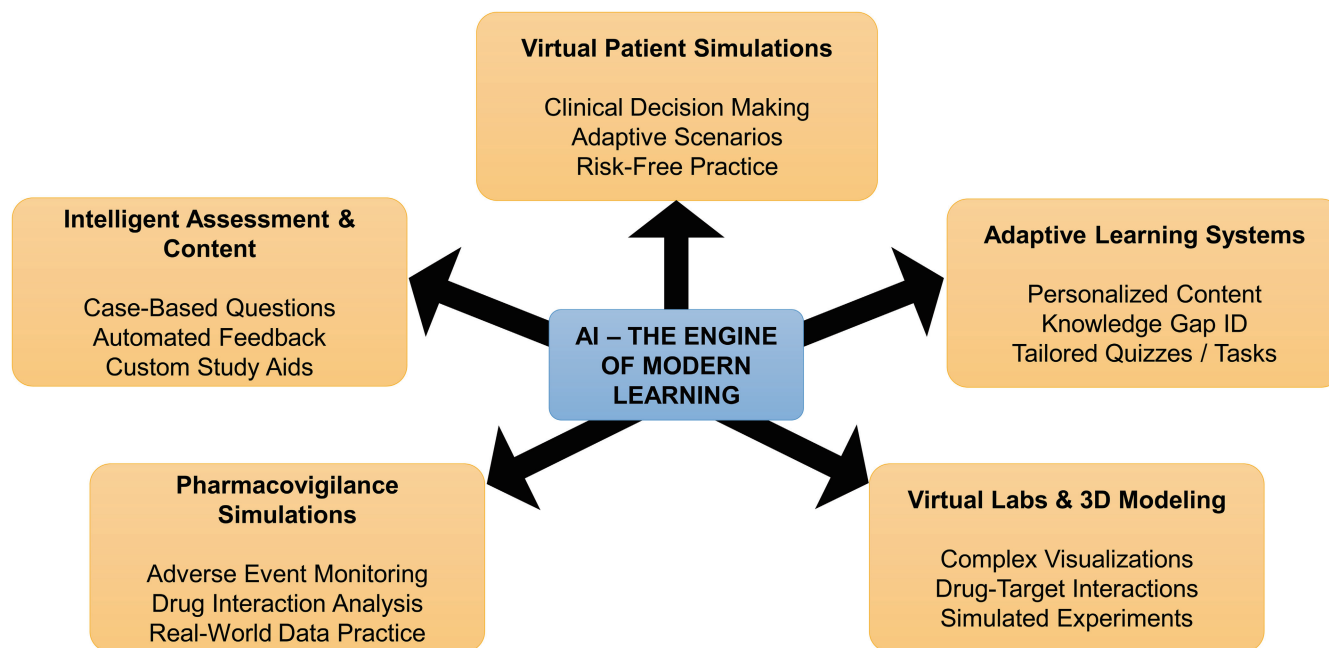 Virtual Patient Simulations
Clinical Decision Making
Adaptive Scenarios
Risk-Free Practice
Intelligent Assessment &
Content
Case-Based Questions
Automated Feedback
Custom Study Aids
Adaptive Learning Systems
Personalized Content
Knowledge Gap ID
Tailored Quizzes / Tasks
AI – THE ENGINE
OF MODERN
LEARNING
Pharmacovigilance
Simulations
Adverse Event Monitoring
Drug Interaction Analysis
Real-World Data Practice
Virtual Labs & 3D Modeling
Complex Visualizations
Drug-Target Interactions
Simulated Experiments